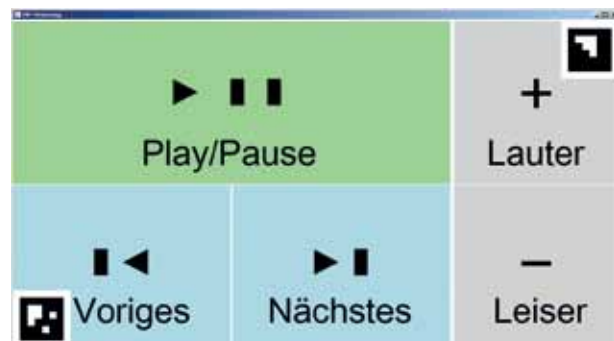 Play/Pause
+
Lauter
Voriges
Nächstes
−
Leiser